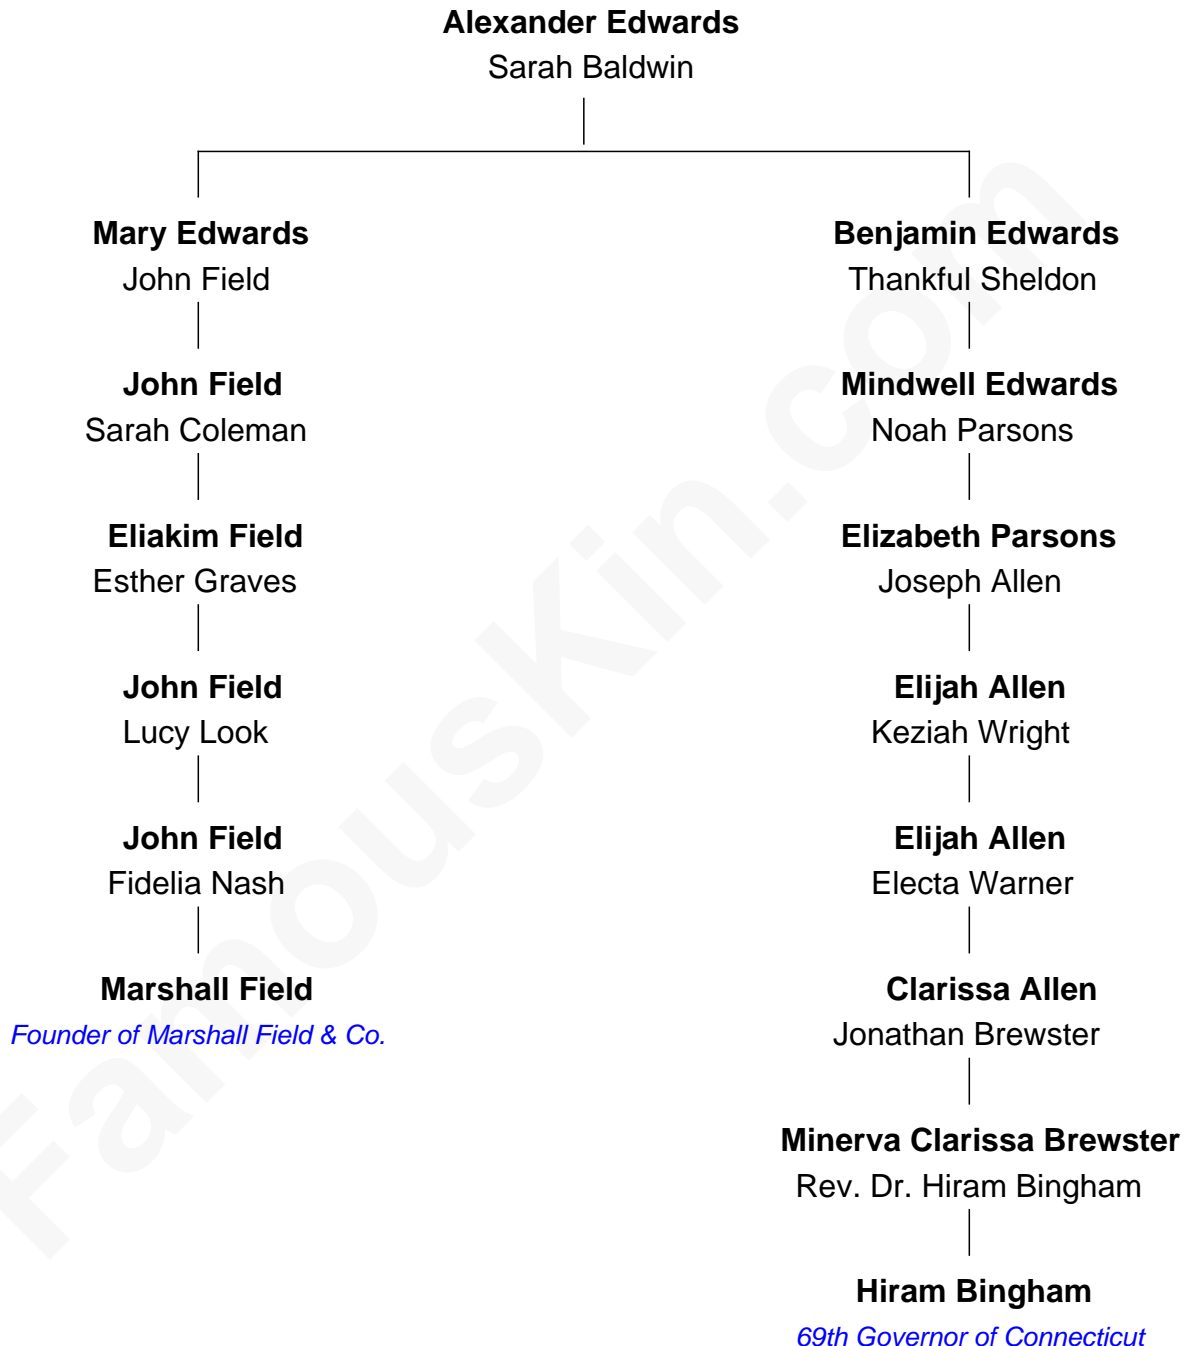 Alexander Edwards
Sarah Baldwin
Mary Edwards
John Field
Benjamin Edwards
Thankful Sheldon
John Field
Sarah Coleman
Mindwell Edwards
Noah Parsons
Eliakim Field
Esther Graves
Elizabeth Parsons
Joseph Allen
John Field
Lucy Look
Elijah Allen
Keziah Wright
John Field
Fidelia Nash
Elijah Allen
Electa Warner
Marshall Field
Founder of Marshall Field & Co.
Clarissa Allen
Jonathan Brewster
Minerva Clarissa Brewster
Rev. Dr. Hiram Bingham
Hiram Bingham
69th Governor of Connecticut
FamousKin.com